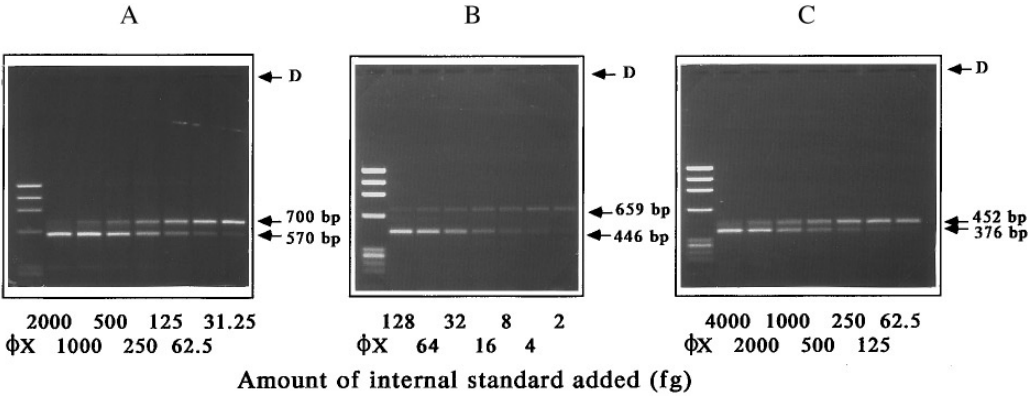 A B C
D D D
700 bp
570 bp
659 bp
446 bp
452 bp
376 bp
2000 500 125 31.25
ϕX 1000 250 62.5
128 32 8 2
ϕX 64 16 4
4000 1000 250 62.5
ϕX 2000 500 125
Amount of internal standard added (fg)